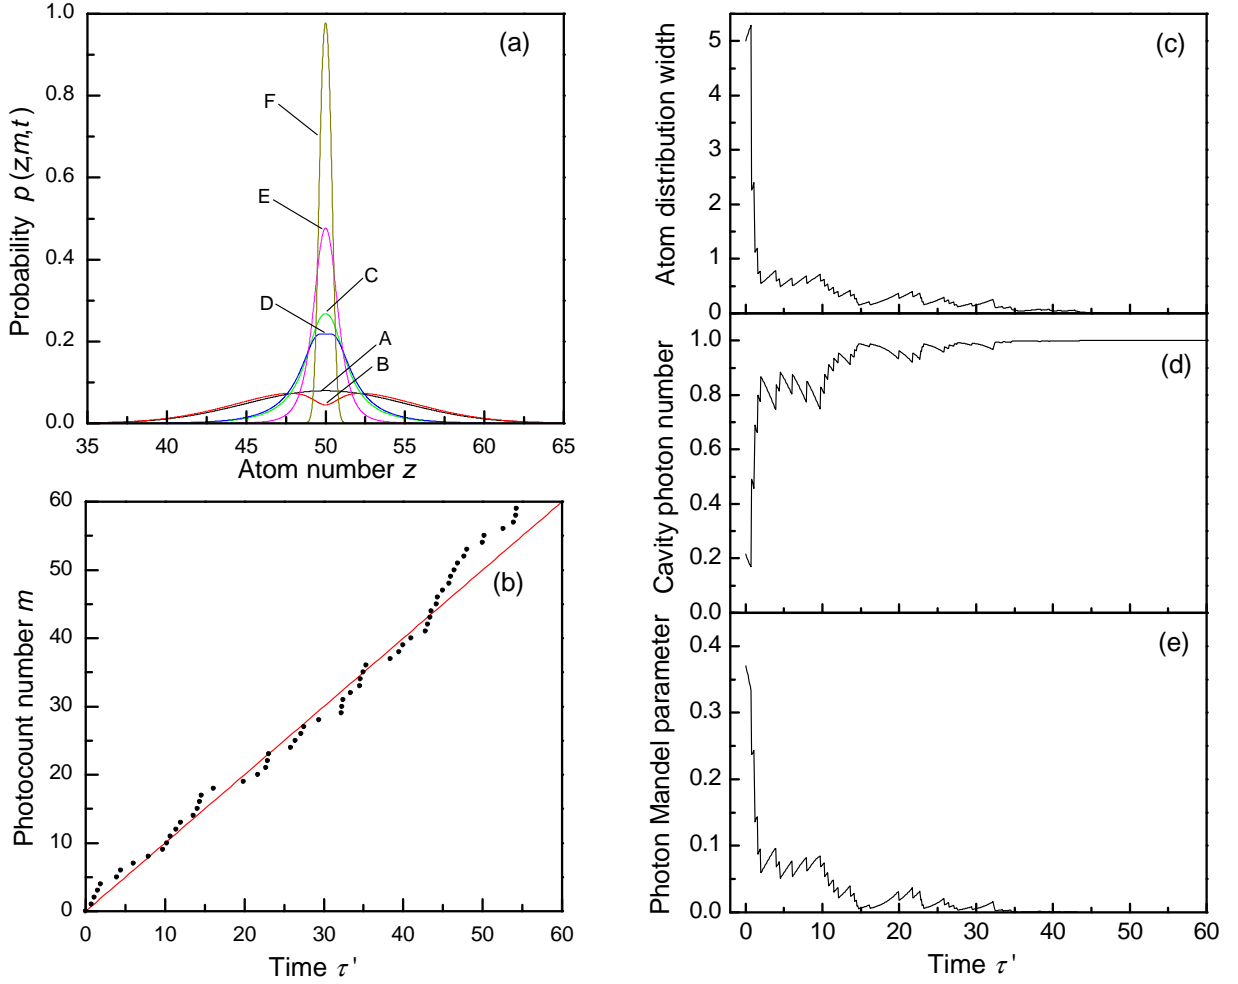 (a)
Probability p (z,m,t)
1.0
0.8
0.6
0.4
0.2
0.0
F
E
C
D
A
B
35 40 45 50 55 60 65
Atom number z
(b)
Photocount number m
60
50
40
30
20
10
0
0 10 20 30 40 50 60
Time τ '
(c)
Atom distribution width
5
4
3
2
1
0
(d)
Cavity photon number
1.0
0.8
0.6
0.4
0.2
0.0
(e)
Photon Mandel parameter
0.4
0.3
0.2
0.1
0.0
0 10 20 30 40 50 60
Time τ '